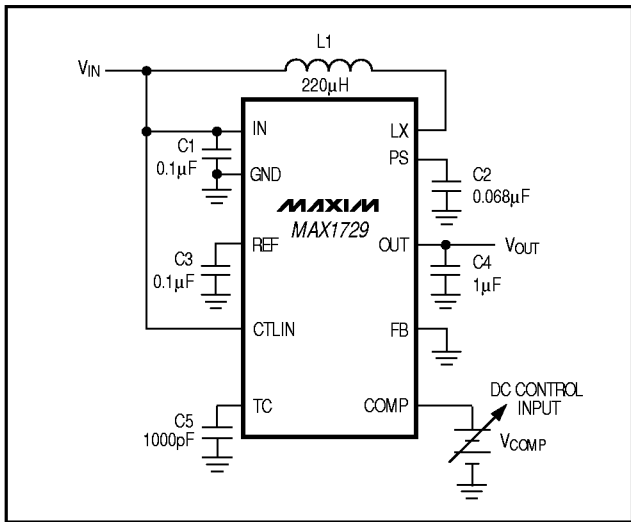 L1
VIN
220µH
IN
LX
C1
0.1µF
PS
GND
C2
0.068µF
MAXIM
MAX1729
C3
0.1µF
REF
OUT
VOUT
C4
1µF
CTLIN
FB
DC CONTROL
INPUT
TC
COMP
C5
1000pF
VCOMP